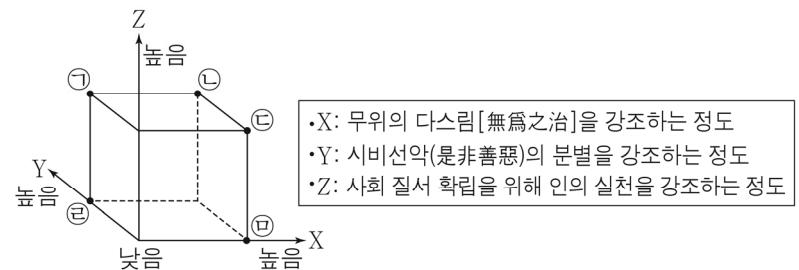 Z
높음
㉠
㉡
㉢
Y
높음
㉣
㉤
X
낮음
높음
•X: 무위의 다스림[無爲之治]을 강조하는 정도
•Y: 시비선악(是非善惡)의 분별을 강조하는 정도
•Z: 사회 질서 확립을 위해 인의 실천을 강조하는 정도